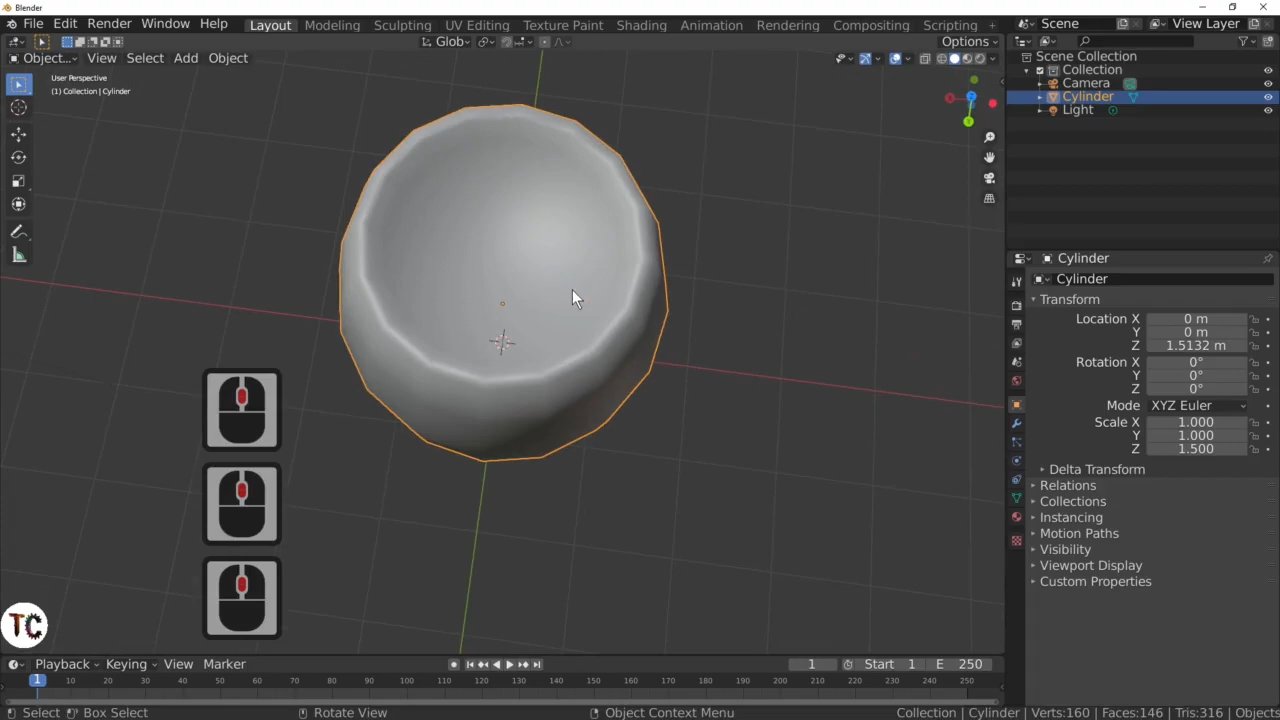 Blender
File Edit Render Window Help Layout Modeling Sculpting UV Editing Texture Paint Shading Animation Rendering Compositing Scripting + Scene View Layer
Glob Options
Object... View Select Add Object
User Perspective
(1) Collection | Cylinder
Scene Collection
Collection
Camera
Cylinder
Light
Cylinder
Cylinder
Transform
Location X 0 m
Y 0 m
Z 1.5132 m
Rotation X 0°
Y 0°
Z 0°
Mode XYZ Euler
Scale X 1.000
Y 1.000
Z 1.500
Delta Transform
Relations
Collections
Instancing
Motion Paths
Visibility
Viewport Display
Custom Properties
TC
Playback Keying View Marker 1 Start 1 E 250
1 10 20 30 40 50 60 70 80 90 100 110 120 130 140 150 160 170 180 190 200 210 220 230 240 250
Select Box Select Rotate View Object Context Menu Collection | Cylinder | Verts:160 | Faces:146 | Tris:316 | Objects